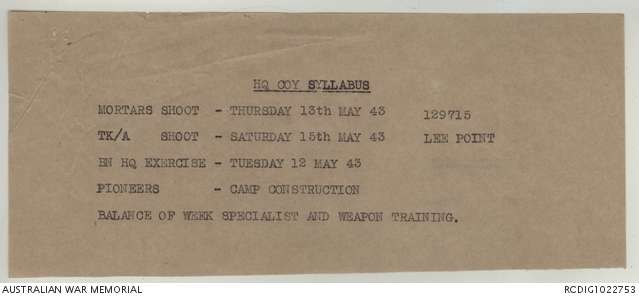 HQ COY SYLLABUS
MORTARS SHOOT - THURSDAY 13th MAY 43 129715
TK/A SHOOT - SATURDAY 15th MAY 43 LEE POINT
BN HQ EXERCISE - TUESDAY 12 MAY 43
PIONEERS - CAMP CONSTRUCTION
BALANCE OF WEEK SPECIALIST AND WEAPON TRAINING.
AUSTRALIAN WAR MEMORIAL RCDIG1022753